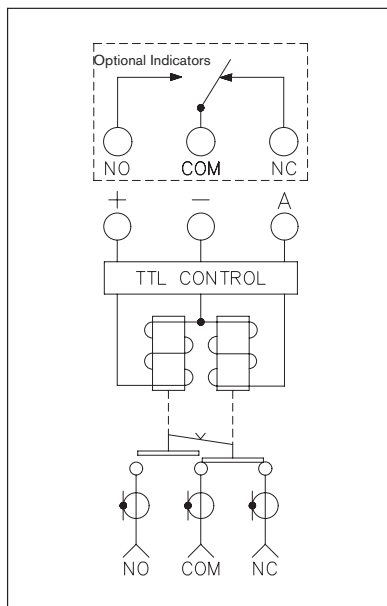 Optional Indicators
NO COM NC
+ − A
TTL CONTROL
NO COM NC